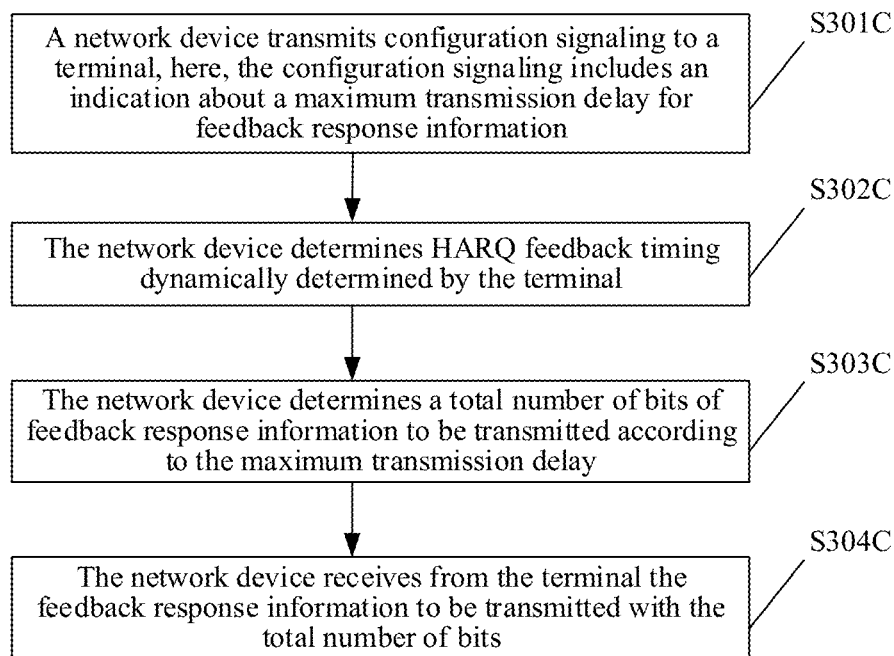 S301C
A network device transmits configuration signaling to a
terminal, here, the configuration signaling includes an
indication about a maximum transmission delay for
feedback response information
S302C
The network device determines HARQ feedback timing
dynamically determined by the terminal
S303C
The network device determines a total number of bits of
feedback response information to be transmitted according
to the maximum transmission delay
S304C
The network device receives from the terminal the
feedback response information to be transmitted with the
total number of bits